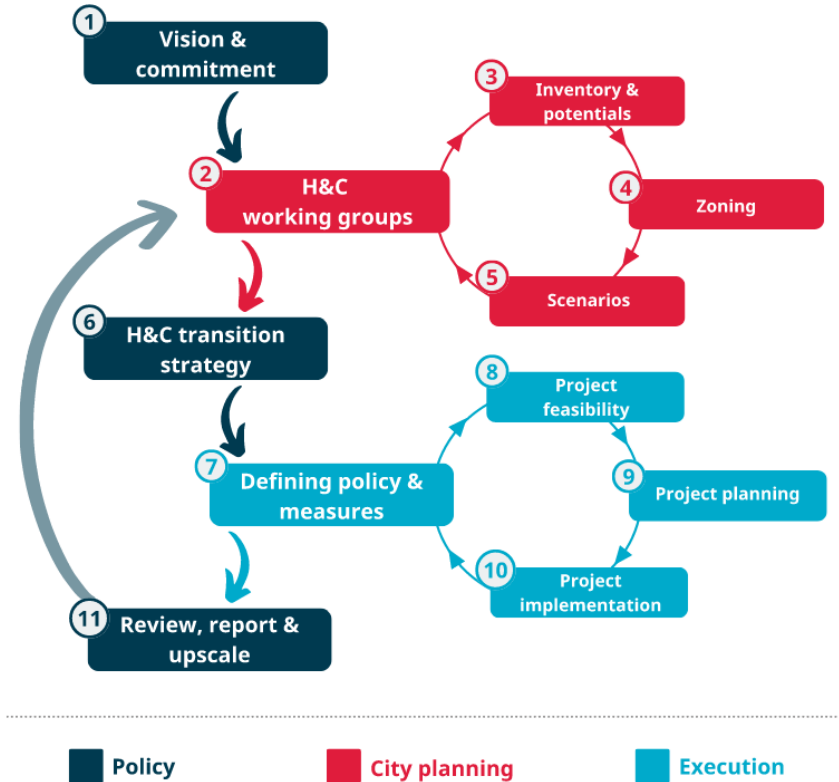 1
Vision &
commitment
2
H&C
working groups
3
Inventory &
potentials
4
Zoning
5
Scenarios
6
H&C transition
strategy
7
Defining policy &
measures
8
Project
feasibility
9
Project planning
10
Project
implementation
11
Review, report &
upscale
Policy
City planning
Execution